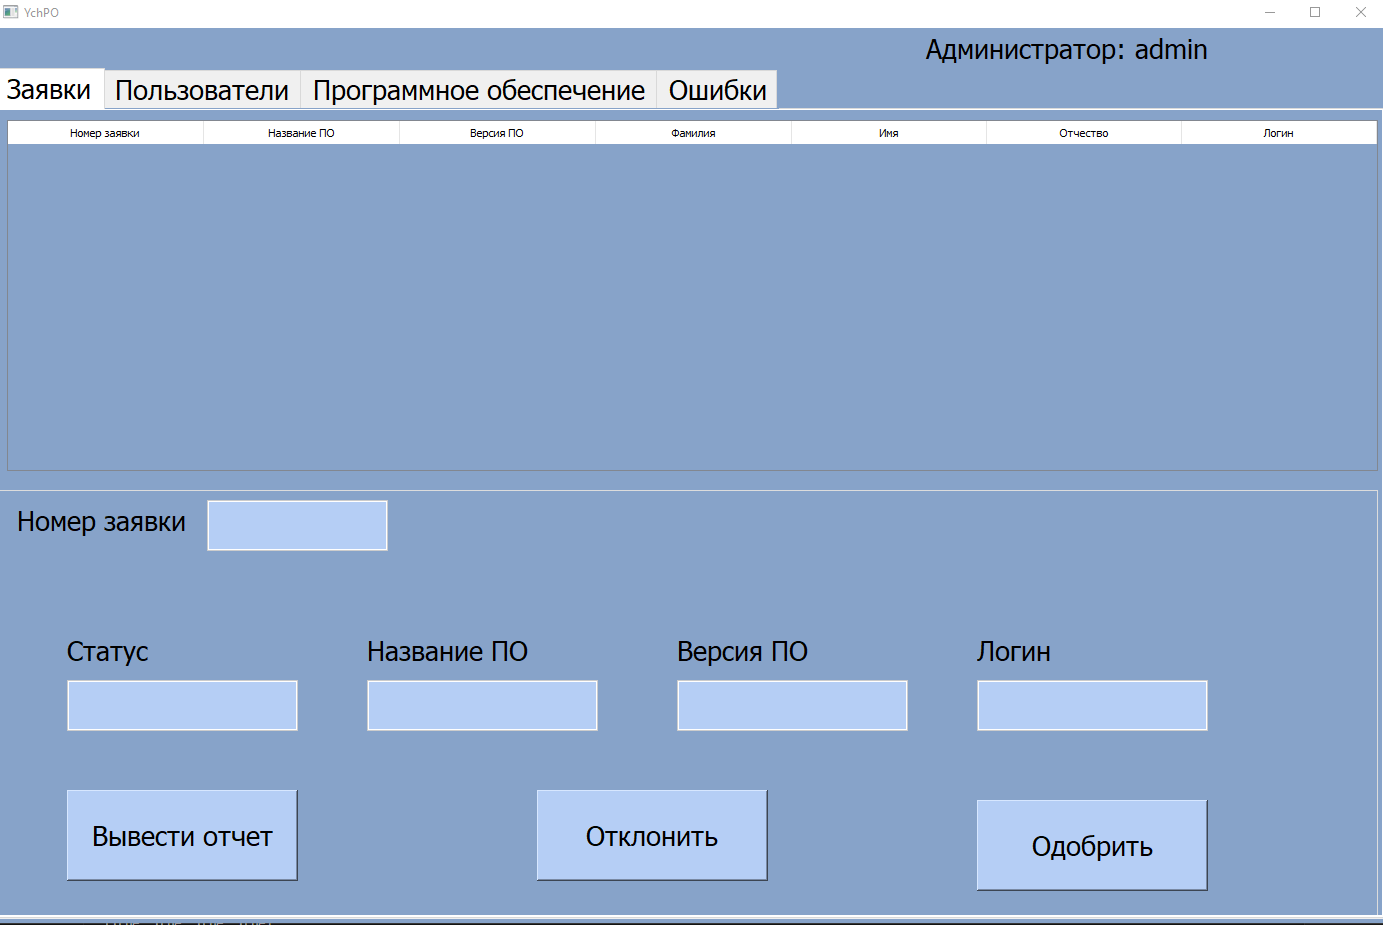 YchPO
Администратор: admin
Заявки Пользователи Программное обеспечение Ошибки
Номер заявки Название ПО Версия ПО Фамилия Имя Отчество Логин
Номер заявки
Статус Название ПО Версия ПО Логин
Вывести отчет Отклонить Одобрить